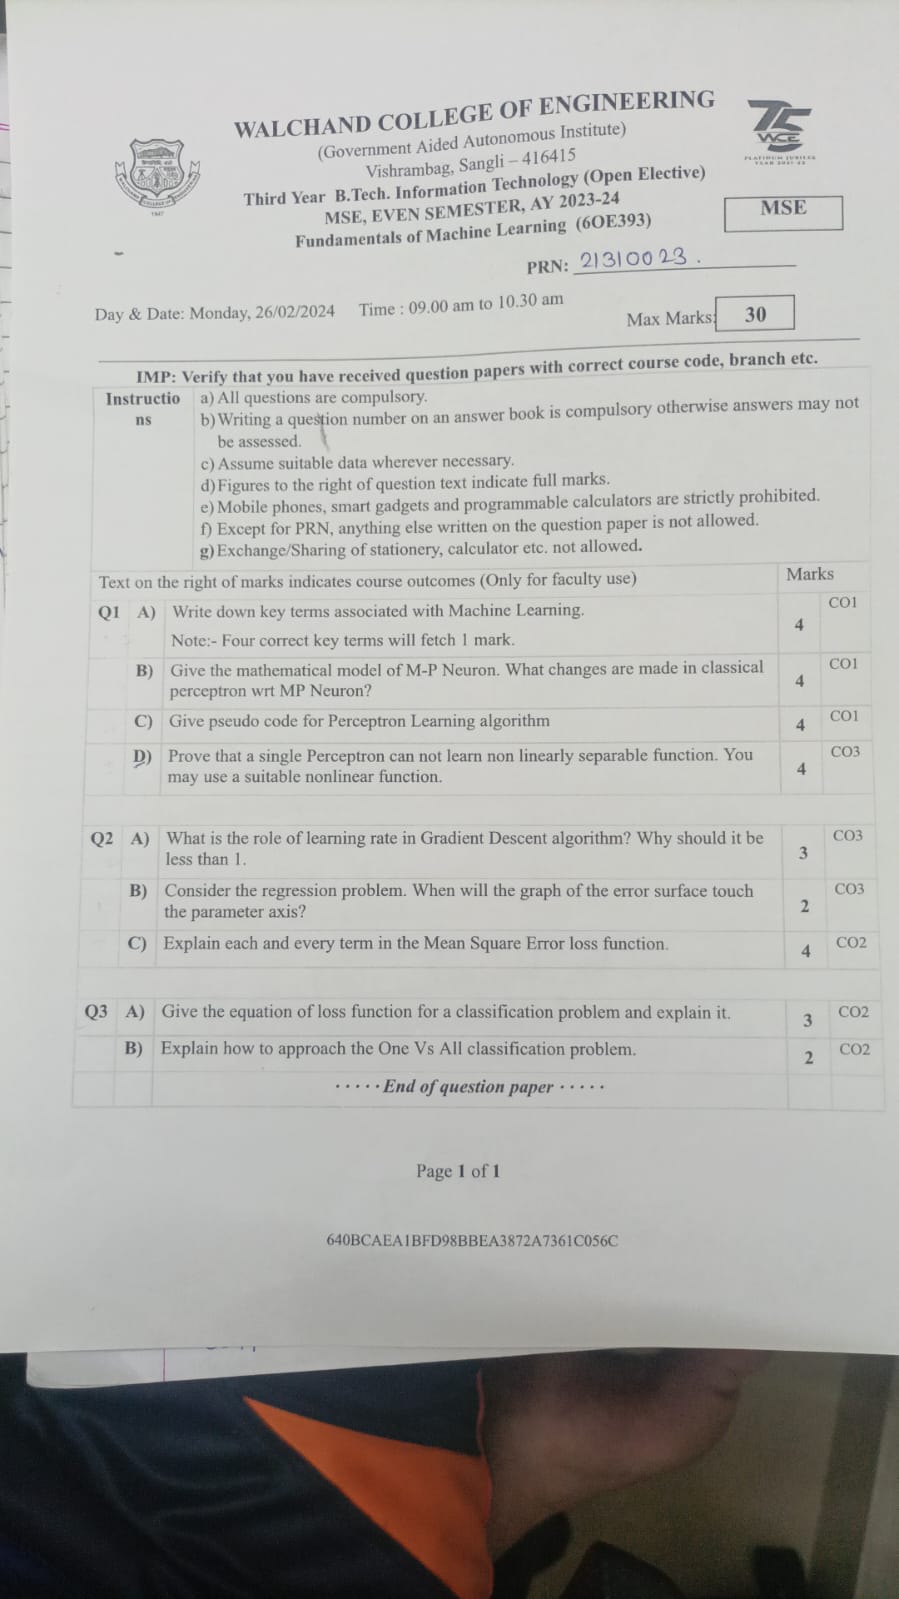 WALCHAND COLLEGE OF ENGINEERING
(Government Aided Autonomous Institute)
Vishrambag, Sangli – 416415
Third Year B.Tech. Information Technology (Open Elective)
MSE, EVEN SEMESTER, AY 2023-24
Fundamentals of Machine Learning (6OE393)
WALCHAND COLLEGE OF ENGINEERING
1947
75
WCE
PLATINUM JUBILEE
YEAR 2021-22
MSE
PRN: 21310023.
Day & Date: Monday, 26/02/2024 Time : 09.00 am to 10.30 am
Max Marks: 30
IMP: Verify that you have received question papers with correct course code, branch etc.
Instructio
ns
a) All questions are compulsory.
b) Writing a question number on an answer book is compulsory otherwise answers may not
be assessed.
c) Assume suitable data wherever necessary.
d) Figures to the right of question text indicate full marks.
e) Mobile phones, smart gadgets and programmable calculators are strictly prohibited.
f) Except for PRN, anything else written on the question paper is not allowed.
g) Exchange/Sharing of stationery, calculator etc. not allowed.
Text on the right of marks indicates course outcomes (Only for faculty use) Marks
Q1 A) Write down key terms associated with Machine Learning. 4 CO1
Note:- Four correct key terms will fetch 1 mark.
B) Give the mathematical model of M-P Neuron. What changes are made in classical 4 CO1
perceptron wrt MP Neuron?
C) Give pseudo code for Perceptron Learning algorithm 4 CO1
D) Prove that a single Perceptron can not learn non linearly separable function. You 4 CO3
may use a suitable nonlinear function.
Q2 A) What is the role of learning rate in Gradient Descent algorithm? Why should it be 3 CO3
less than 1.
B) Consider the regression problem. When will the graph of the error surface touch 2 CO3
the parameter axis?
C) Explain each and every term in the Mean Square Error loss function. 4 CO2
Q3 A) Give the equation of loss function for a classification problem and explain it. 3 CO2
B) Explain how to approach the One Vs All classification problem. 2 CO2
·····End of question paper·····
Page 1 of 1
640BCAEA1BFD98BBEA3872A7361C056C